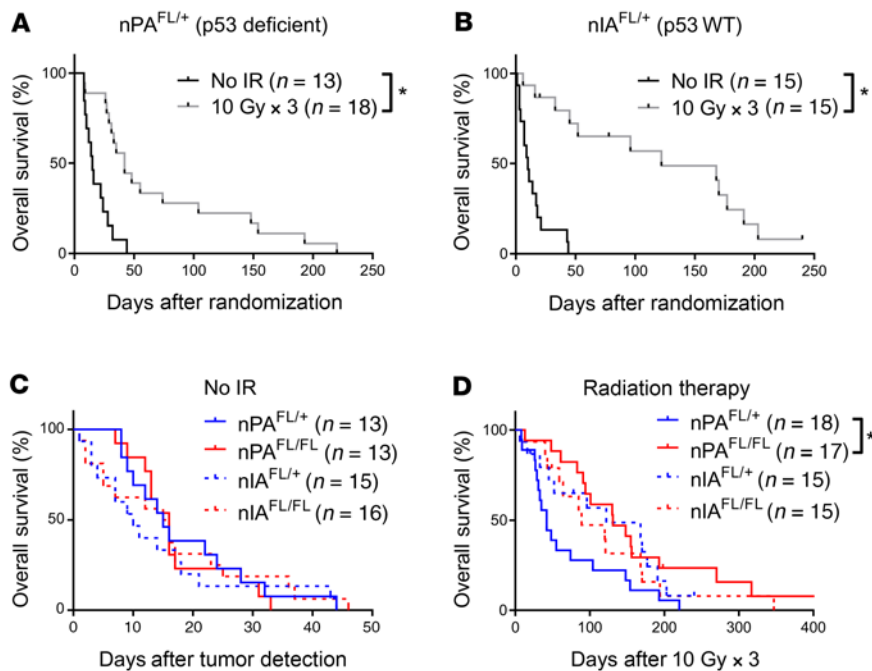 A
nPA^FL/+ (p53 deficient)
Overall survival (%)
100
50
0
No IR (n = 13)
10 Gy × 3 (n = 18)
*
0 50 100 150 200 250
Days after randomization
B
nIA^FL/+ (p53 WT)
Overall survival (%)
100
50
0
No IR (n = 15)
10 Gy × 3 (n = 15)
*
0 50 100 150 200 250
Days after randomization
C
No IR
Overall survival (%)
100
50
0
nPA^FL/+ (n = 13)
nPA^FL/FL (n = 13)
nIA^FL/+ (n = 15)
nIA^FL/FL (n = 16)
0 10 20 30 40 50
Days after tumor detection
D
Radiation therapy
Overall survival (%)
100
50
0
nPA^FL/+ (n = 18)
nPA^FL/FL (n = 17)
nIA^FL/+ (n = 15)
nIA^FL/FL (n = 15)
*
0 100 200 300 400
Days after 10 Gy × 3